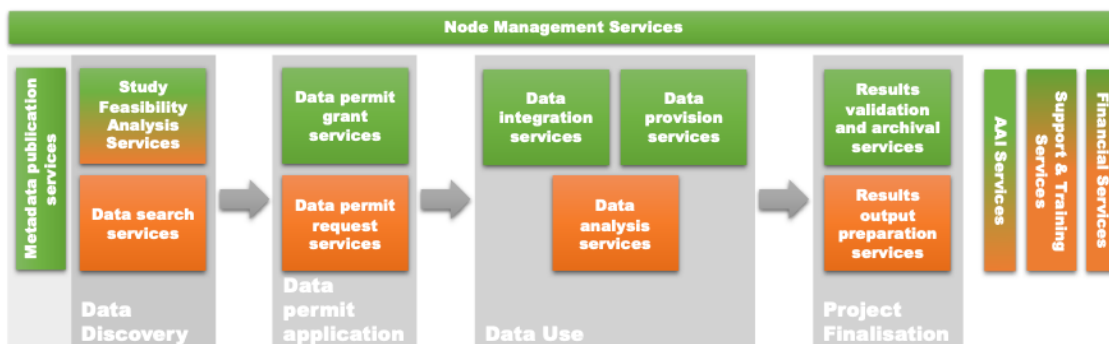 Node Management Services
Metadata publication
services
Study
Feasibility
Analysis
Services
Data search
services
Data
Discovery
Data permit
grant
services
Data permit
request
services
Data
permit
application
Data
integration
services
Data
provision
services
Data
analysis
services
Data Use
Results
validation
and archival
services
Results
output
preparation
services
Project
Finalisation
AAI Services
Support & Training
Services
Financial Services